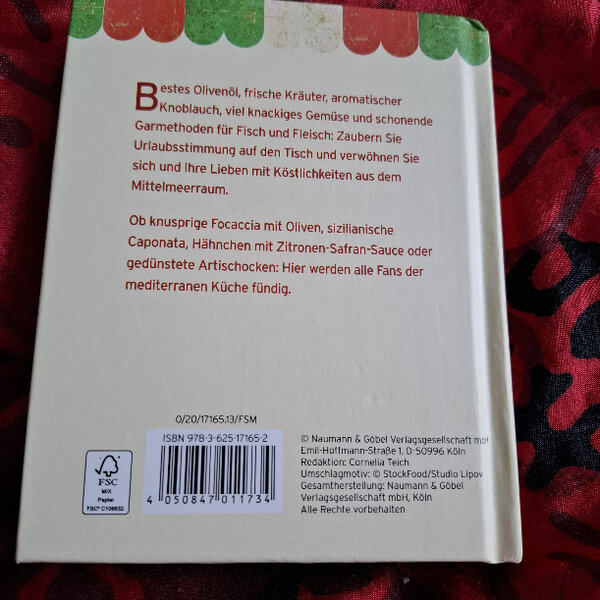 Bestes Olivenöl, frische Kräuter, aromatischer
Knoblauch, viel knackiges Gemüse und schonende
Garmethoden für Fisch und Fleisch: Zaubern Sie
Urlaubsstimmung auf den Tisch und verwöhnen Sie
sich und Ihre Lieben mit Köstlichkeiten aus dem
Mittelmeerraum.
Ob knusprige Focaccia mit Oliven, sizilianische
Caponata, Hähnchen mit Zitronen-Safran-Sauce oder
gedünstete Artischocken: Hier werden alle Fans der
mediterranen Küche fündig.
0/20/17165.13/FSM
ISBN 978-3-625-17165-2
4 050847 011734
FSC
MIX
Papier
FSC® C106632
© Naumann & Göbel Verlagsgesellschaft
Emil-Hoffmann-Straße 1, D-50996 Köln
Redaktion: Cornelia Teich
Umschlagmotiv: © StockFood/Studio Lipov
Gesamtherstellung: Naumann & Göbel
Verlagsgesellschaft mbH, Köln
Alle Rechte vorbehalten